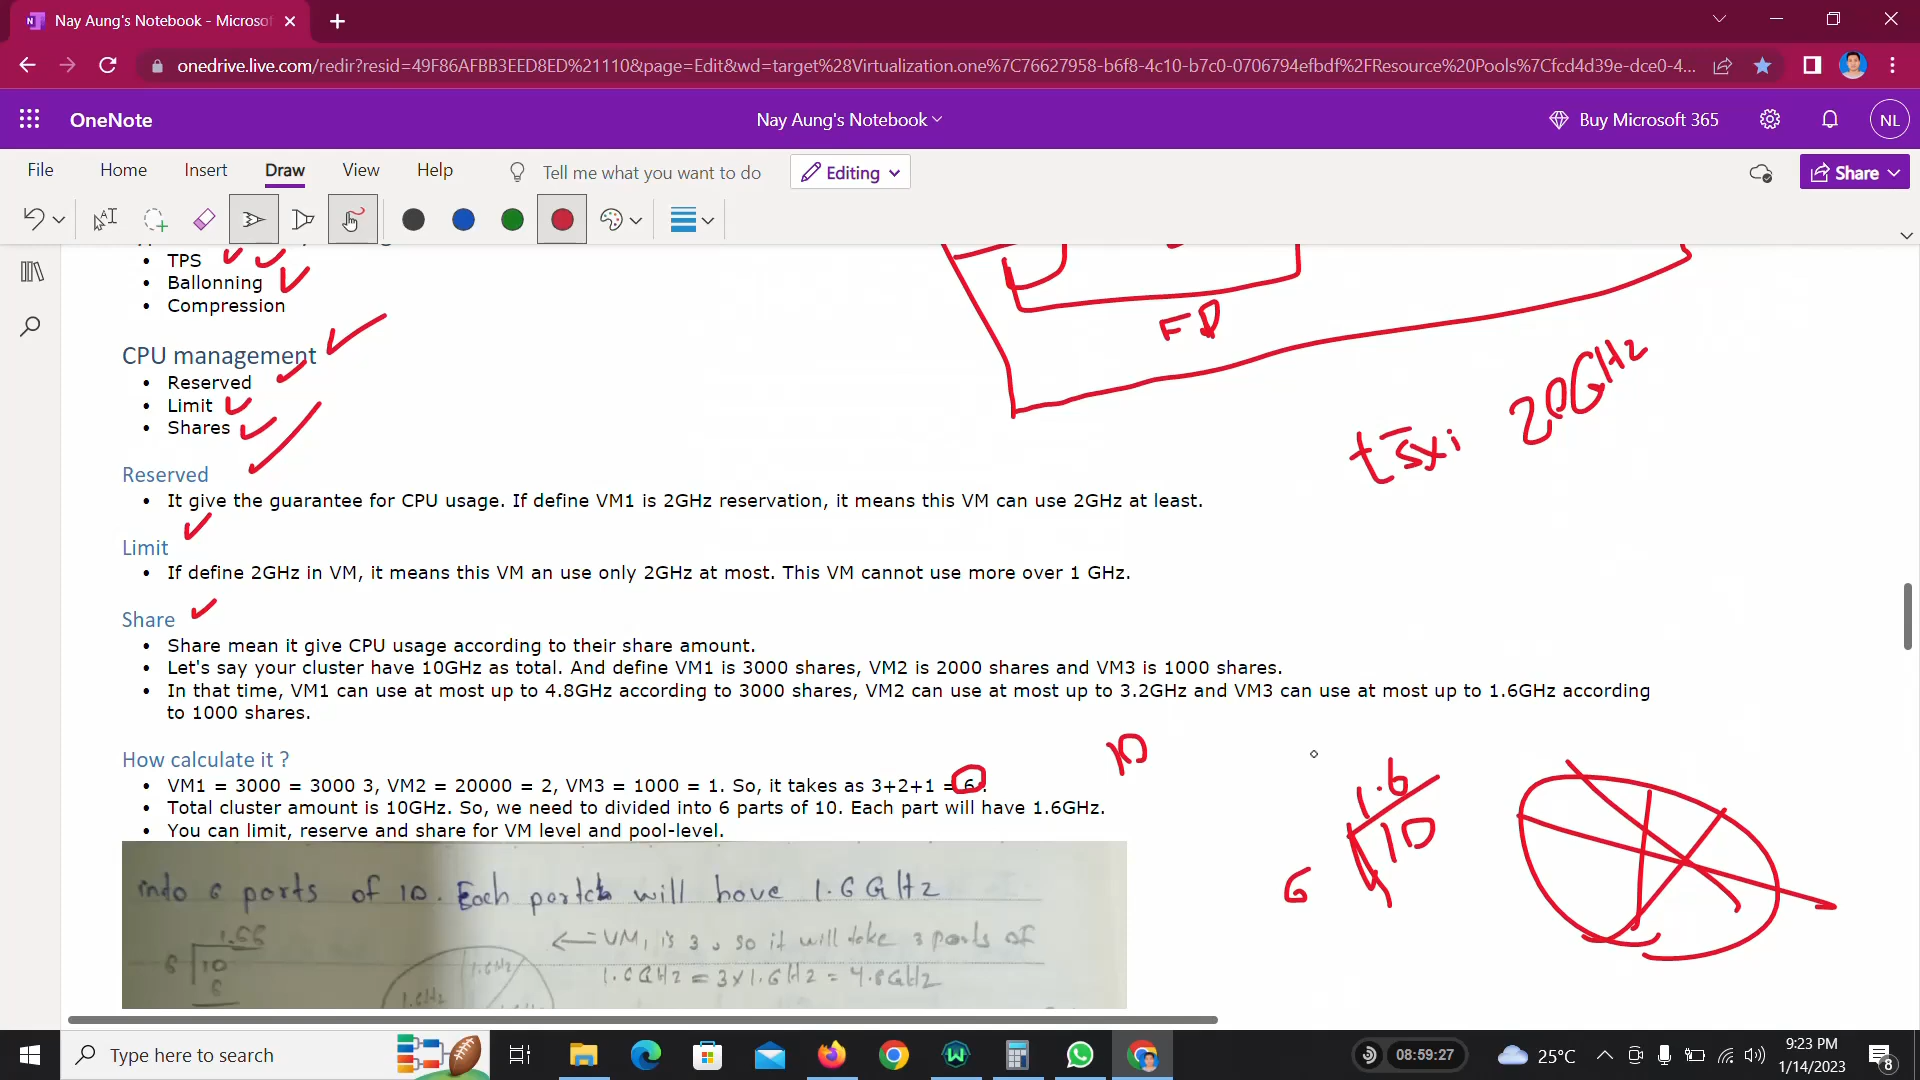 Nay Aung's Notebook - Microsof
onedrive.live.com/redir?resid=49F86AFBB3EED8ED%21110&page=Edit&wd=target%28Virtualization.one%7C76627958-b6f8-4c10-b7c0-0706794efbdf%2FResource%20Pools%7Cfcd4d39e-dce0-4...
OneNote
Nay Aung's Notebook
Buy Microsoft 365
NL
File
Home
Insert
Draw
View
Help
Tell me what you want to do
Editing
Share
• TPS
• Ballonning
• Compression
FD
CPU management
• Reserved
• Limit
• Shares
20GHz
Reserved
• It give the guarantee for CPU usage. If define VM1 is 2GHz reservation, it means this VM can use 2GHz at least.
Limit
• If define 2GHz in VM, it means this VM an use only 2GHz at most. This VM cannot use more over 1 GHz.
Share
• Share mean it give CPU usage according to their share amount.
• Let's say your cluster have 10GHz as total. And define VM1 is 3000 shares, VM2 is 2000 shares and VM3 is 1000 shares.
• In that time, VM1 can use at most up to 4.8GHz according to 3000 shares, VM2 can use at most up to 3.2GHz and VM3 can use at most up to 1.6GHz according
to 1000 shares.
How calculate it ?
10
• VM1 = 3000 = 3000 3, VM2 = 20000 = 2, VM3 = 1000 = 1. So, it takes as 3+2+1 = 6.
• Total cluster amount is 10GHz. So, we need to divided into 6 parts of 10. Each part will have 1.6GHz.
• You can limit, reserve and share for VM level and pool-level.
1.6
6 10
into 6 parts of 10. Each will have 1.6GHz
1.66
6 10
6
← VM1 is 3, so it will take 3 parts of
1.6GHz = 3x1.6Hz = 4.8GHz
1.6Hz
1.6Hz
Type here to search
08:59:27
25°C
9:23 PM
1/14/2023
8